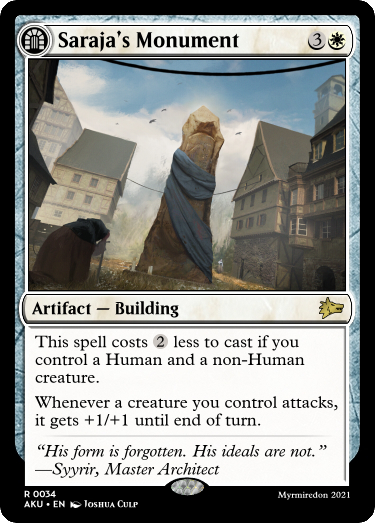 Saraja's Monument 3
Artifact — Building
This spell costs 2 less to cast if you
control a Human and a non-Human
creature.
Whenever a creature you control attacks,
it gets +1/+1 until end of turn.
“His form is forgotten. His ideals are not.”
—Syyrir, Master Architect
R 0034
AKU • EN Joshua Culp
Myrmiredon 2021